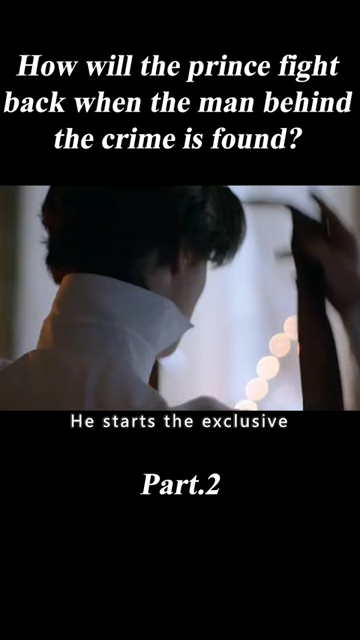 How will the prince fight
back when the man behind
the crime is found?
He starts the exclusive
Part.2